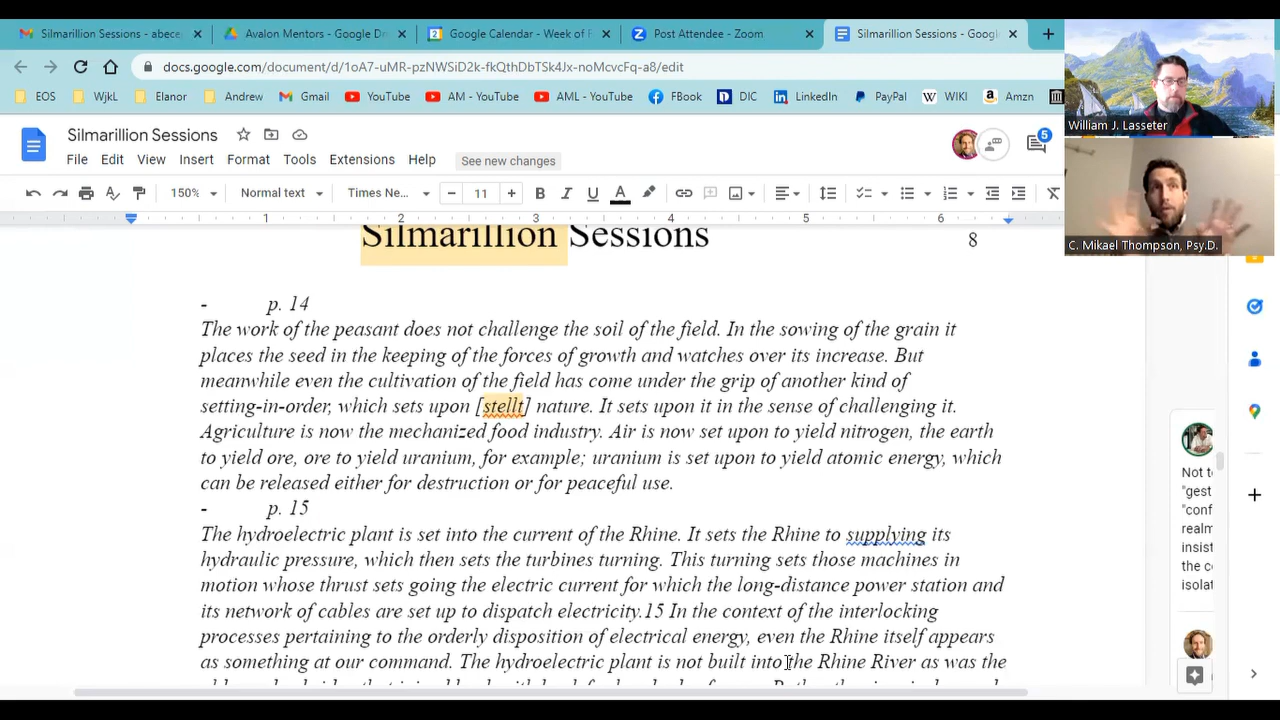 Silmarillion Sessions - abece
Avalon Mentors - Google Dr
Google Calendar - Week of F
Post Attendee - Zoom
Silmarillion Sessions - Goog
docs.google.com/document/d/1oA7-uMR-pzNWSiD2k-fkQthDbTSk4Jx-noMcvcFq-a8/edit
EOS WjkL Elanor Andrew Gmail YouTube AM - YouTube AML - YouTube FBook DIC LinkedIn PayPal WIKI Amzn
William J. Lasseter
C. Mikael Thompson, Psy.D.
Silmarillion Sessions
File Edit View Insert Format Tools Extensions Help See new changes
5
150% Normal text Times Ne... 11
1 2 3 4 5 6
Silmarillion Sessions 8
- p. 14
The work of the peasant does not challenge the soil of the field. In the sowing of the grain it
places the seed in the keeping of the forces of growth and watches over its increase. But
meanwhile even the cultivation of the field has come under the grip of another kind of
setting-in-order, which sets upon [stellt] nature. It sets upon it in the sense of challenging it.
Agriculture is now the mechanized food industry. Air is now set upon to yield nitrogen, the earth
to yield ore, ore to yield uranium, for example; uranium is set upon to yield atomic energy, which
can be released either for destruction or for peaceful use.
- p. 15
The hydroelectric plant is set into the current of the Rhine. It sets the Rhine to supplying its
hydraulic pressure, which then sets the turbines turning. This turning sets those machines in
motion whose thrust sets going the electric current for which the long-distance power station and
its network of cables are set up to dispatch electricity.15 In the context of the interlocking
processes pertaining to the orderly disposition of electrical energy, even the Rhine itself appears
as something at our command. The hydroelectric plant is not built into the Rhine River as was the
Not t
"gest
"conf
realm
insist
the c
isolat